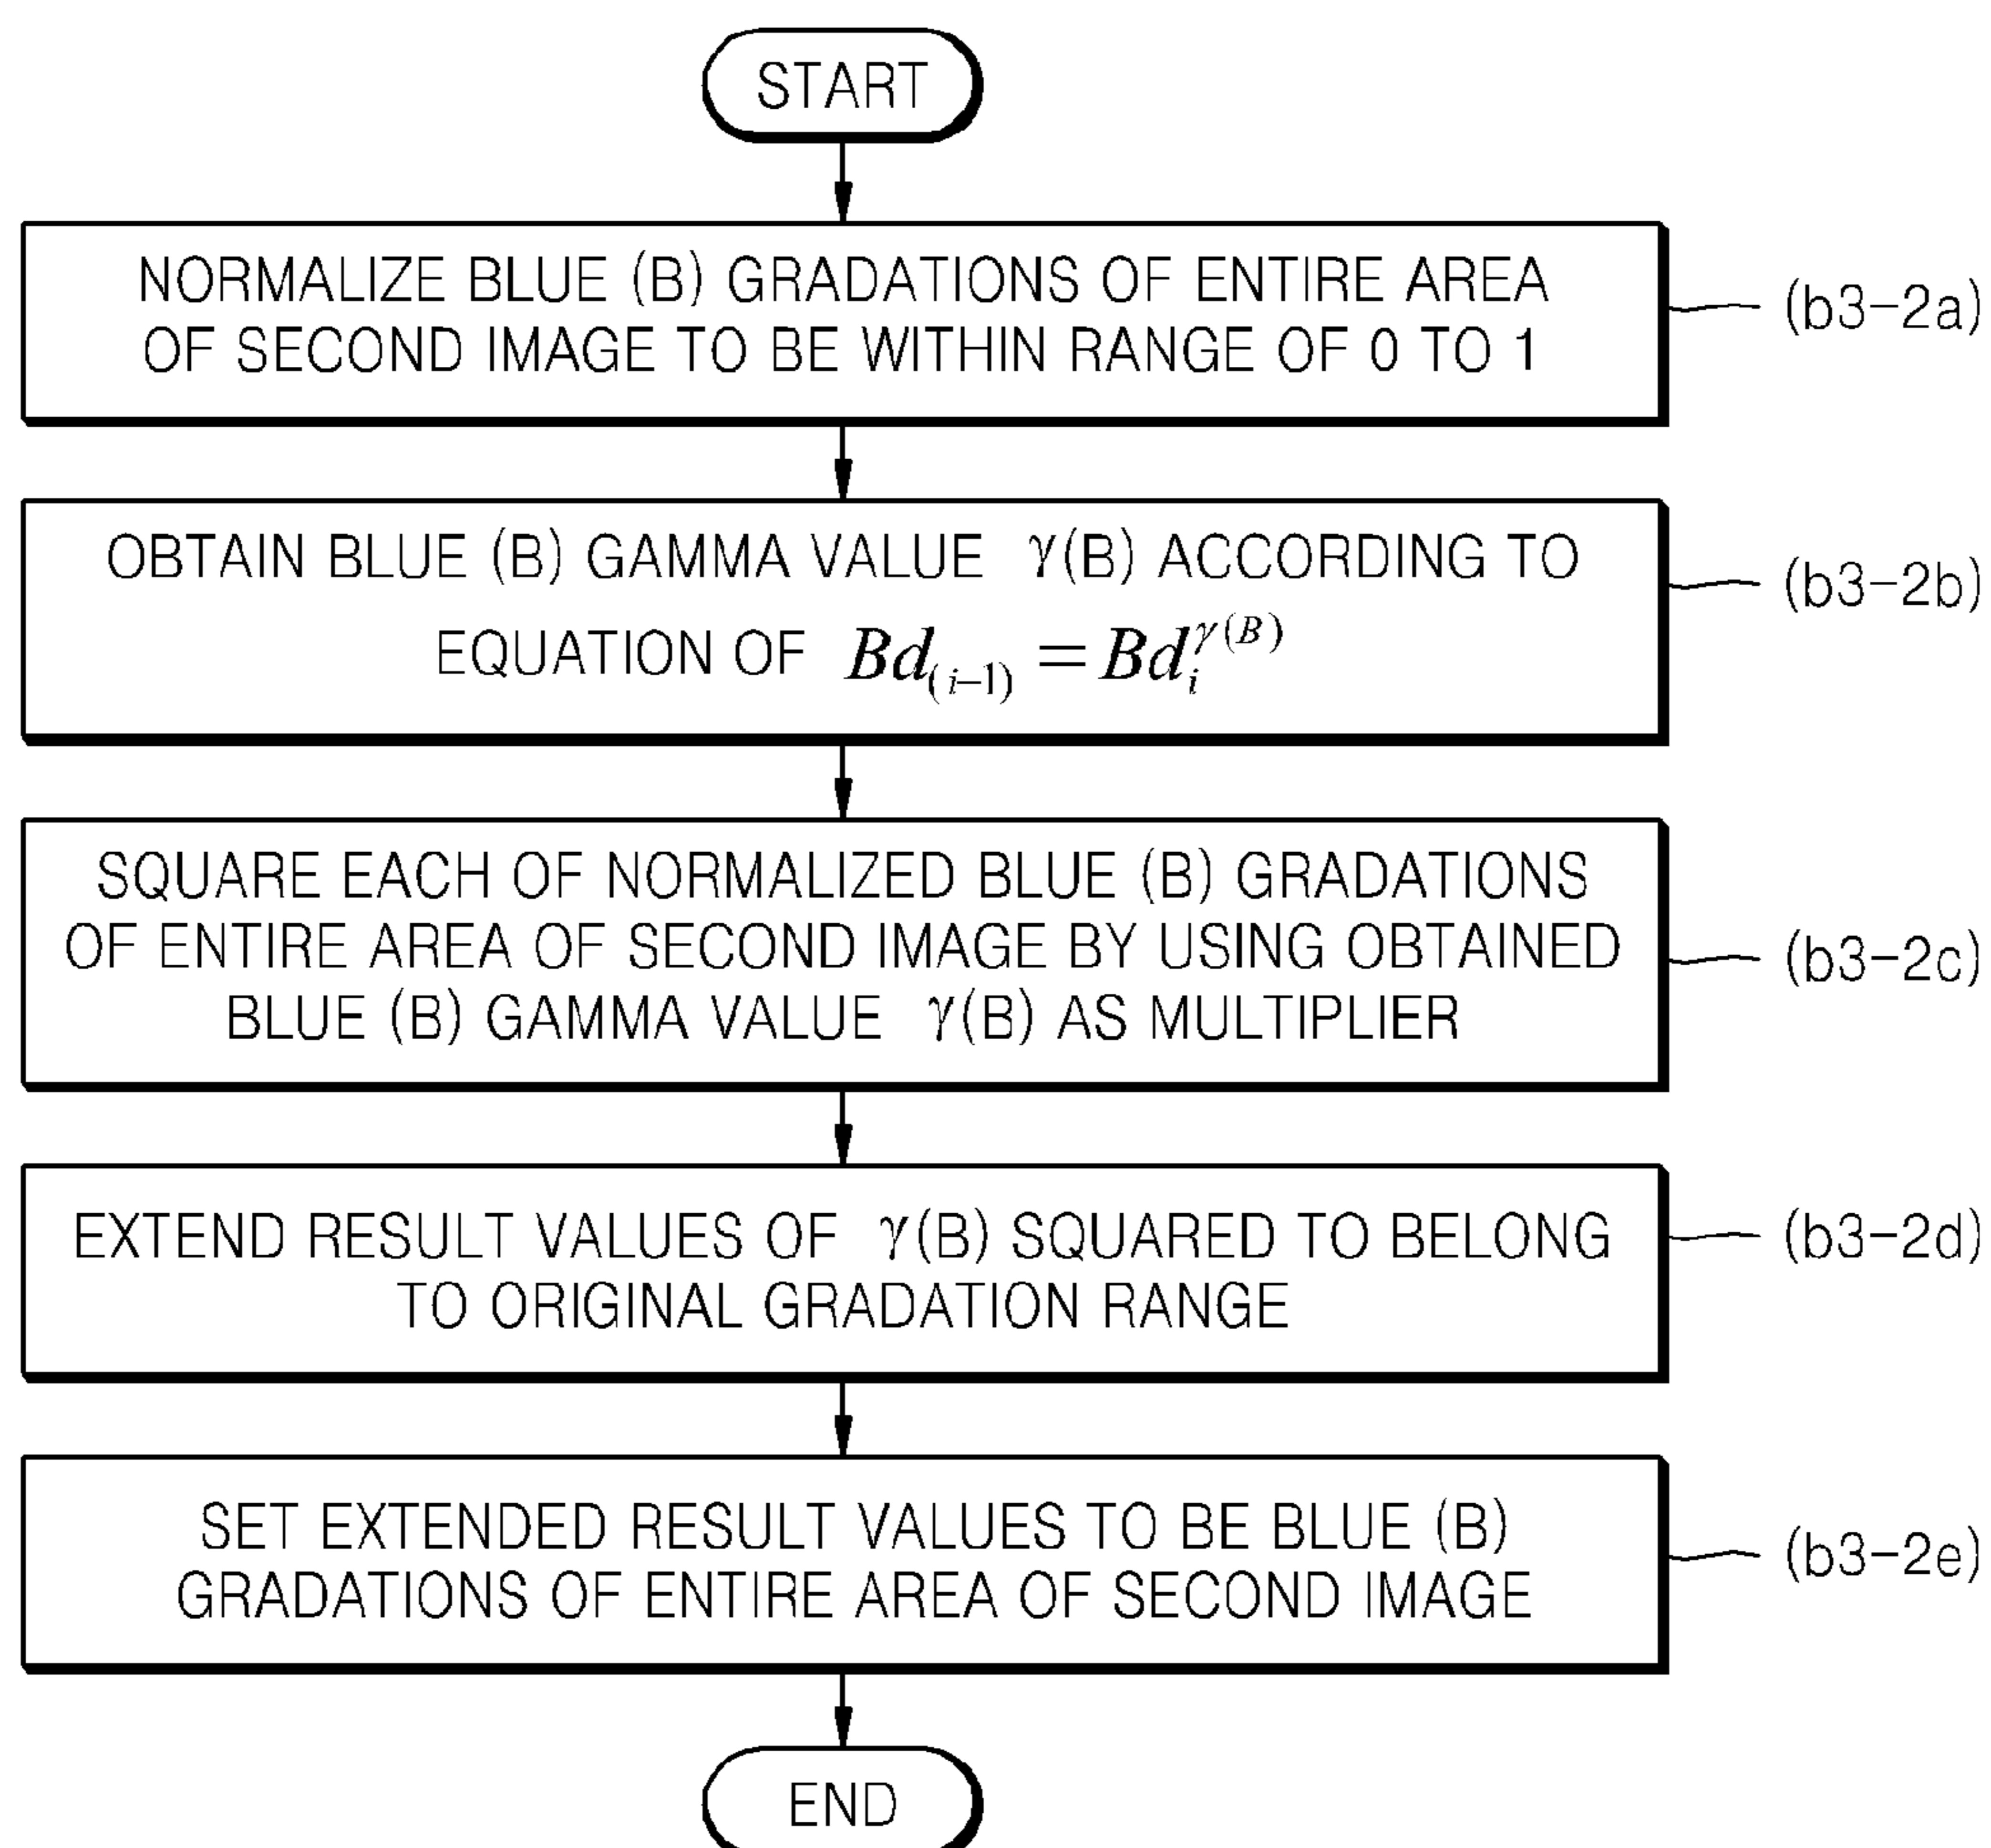 START
NORMALIZE BLUE (B) GRADATIONS OF ENTIRE AREA
OF SECOND IMAGE TO BE WITHIN RANGE OF 0 TO 1
(b3-2a)
OBTAIN BLUE (B) GAMMA VALUE γ(B) ACCORDING TO
EQUATION OF Bd_(i-1) = Bd_i^γ(B)
(b3-2b)
SQUARE EACH OF NORMALIZED BLUE (B) GRADATIONS
OF ENTIRE AREA OF SECOND IMAGE BY USING OBTAINED
BLUE (B) GAMMA VALUE γ(B) AS MULTIPLIER
(b3-2c)
EXTEND RESULT VALUES OF γ(B) SQUARED TO BELONG
TO ORIGINAL GRADATION RANGE
(b3-2d)
SET EXTENDED RESULT VALUES TO BE BLUE (B)
GRADATIONS OF ENTIRE AREA OF SECOND IMAGE
(b3-2e)
END